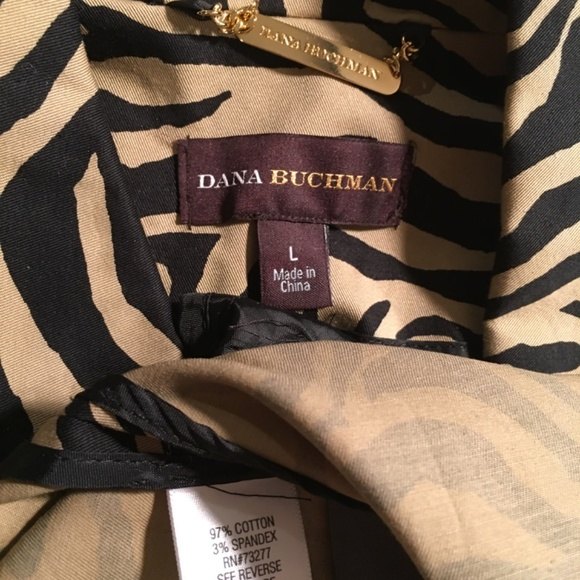 DANA BUCHMAN
DANA BUCHMAN
L
Made in
China
97% COTTON
3% SPANDEX
RN#73277
SEE REVERSE